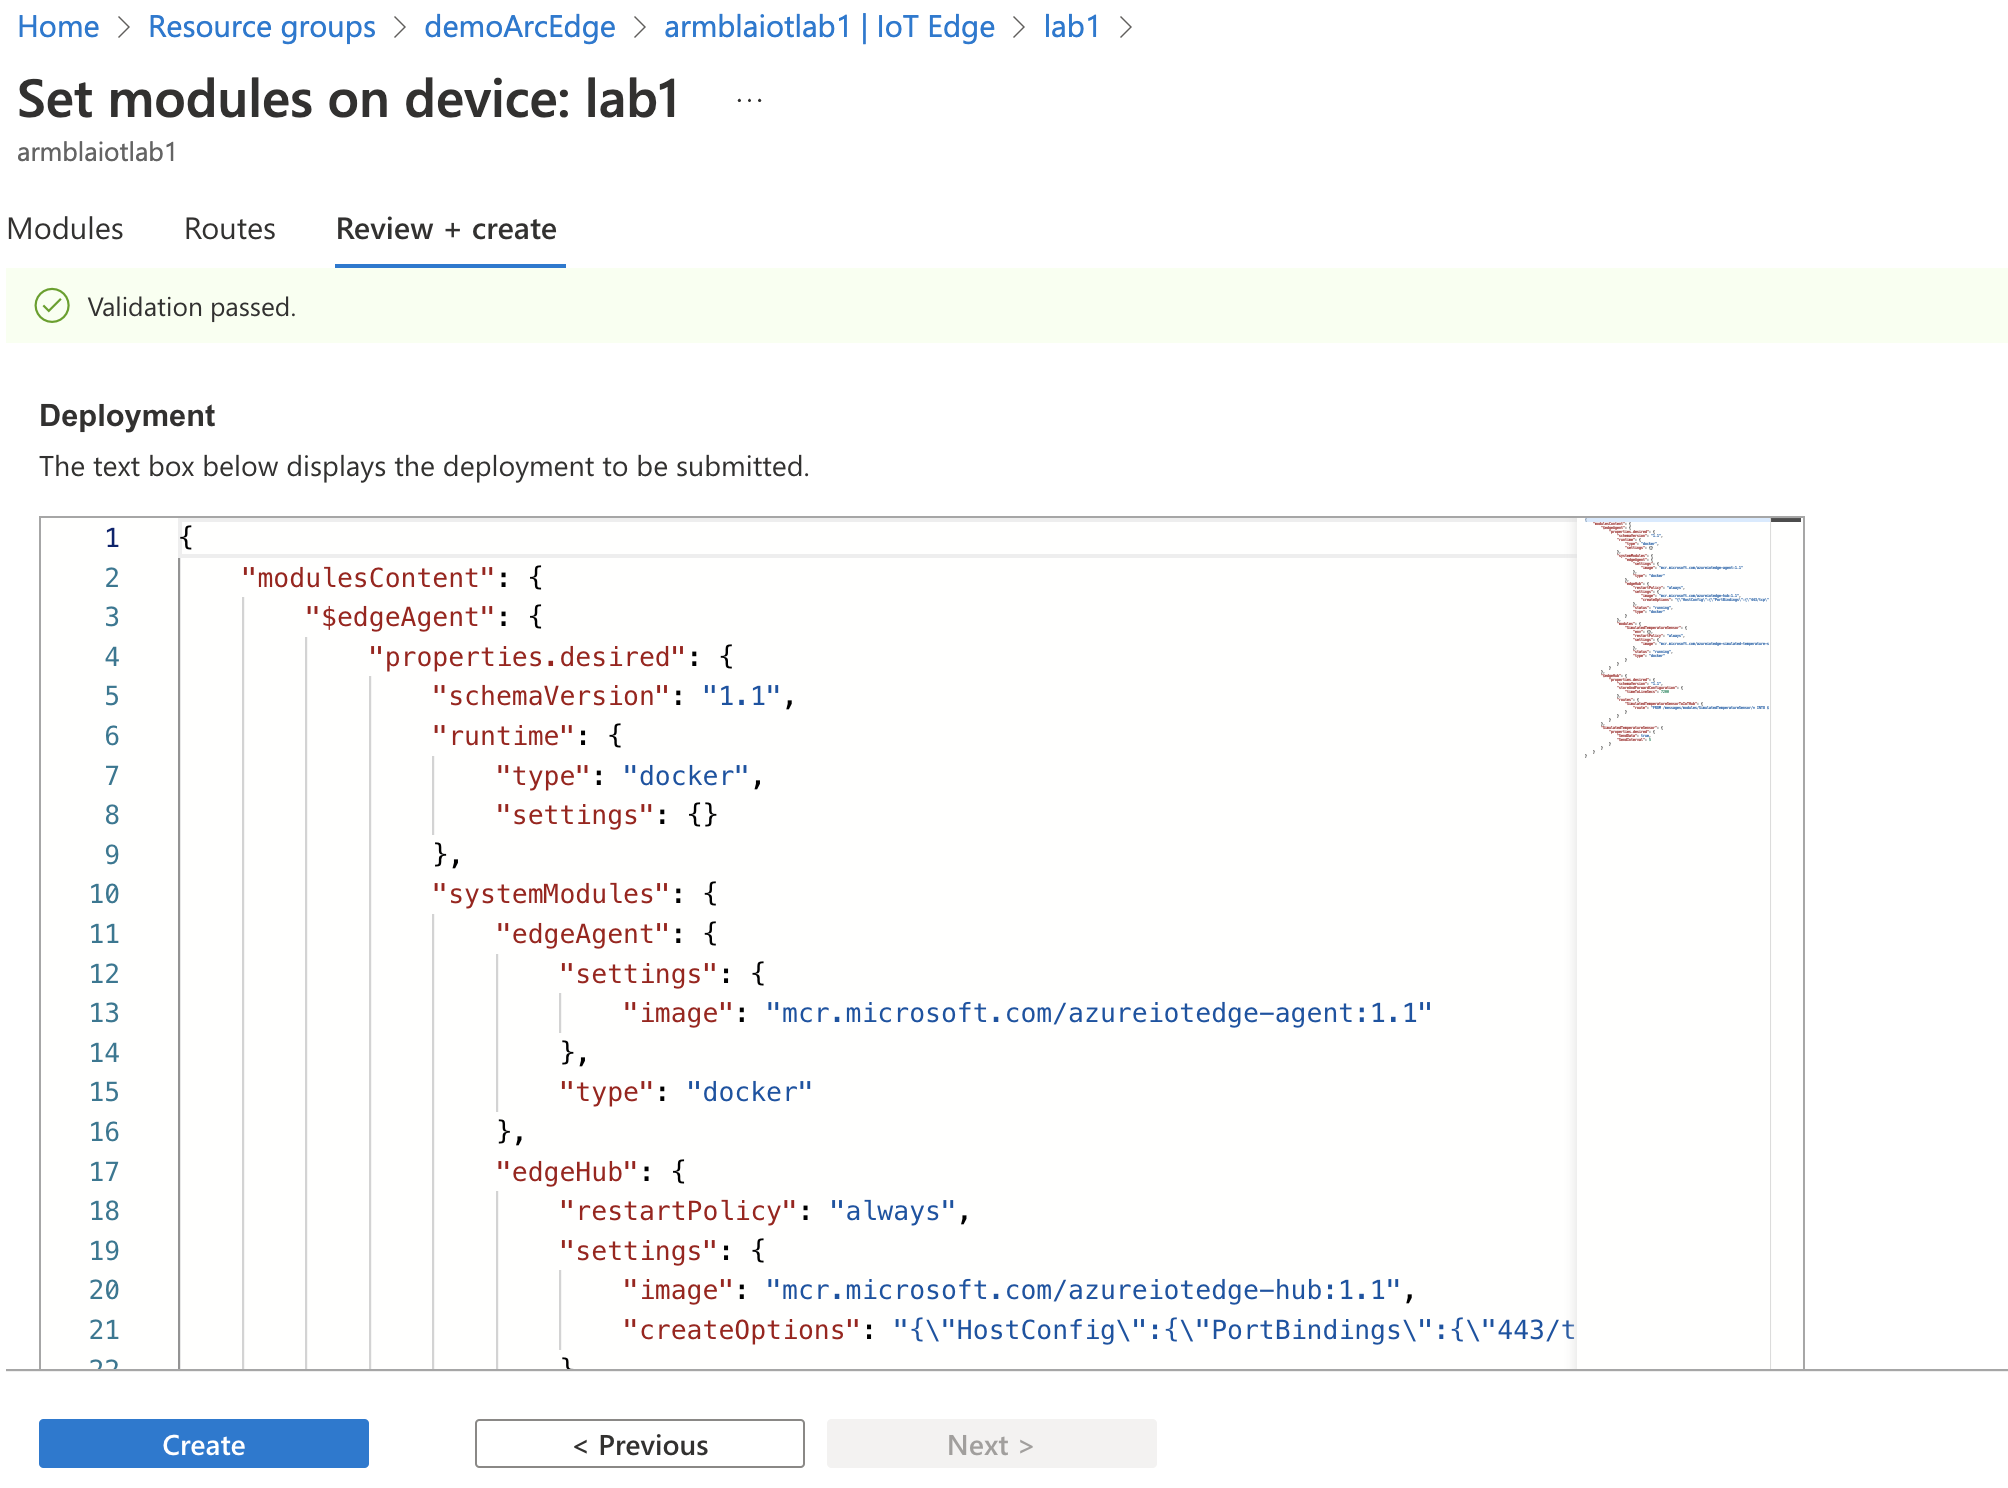 Home > Resource groups > demoArcEdge > armblaiotlab1 | IoT Edge > lab1 >
Set modules on device: lab1 ...
armblaiotlab1
Modules Routes Review + create
Validation passed.
Deployment
The text box below displays the deployment to be submitted.
1 {
2 "modulesContent": {
3 "$edgeAgent": {
4 "properties.desired": {
5 "schemaVersion": "1.1",
6 "runtime": {
7 "type": "docker",
8 "settings": {}
9 },
10 "systemModules": {
11 "edgeAgent": {
12 "settings": {
13 "image": "mcr.microsoft.com/azureiotedge-agent:1.1"
14 },
15 "type": "docker"
16 },
17 "edgeHub": {
18 "restartPolicy": "always",
19 "settings": {
20 "image": "mcr.microsoft.com/azureiotedge-hub:1.1",
21 "createOptions": "{\"HostConfig\":{\"PortBindings\":{\"443/t
22 }
Create < Previous Next >